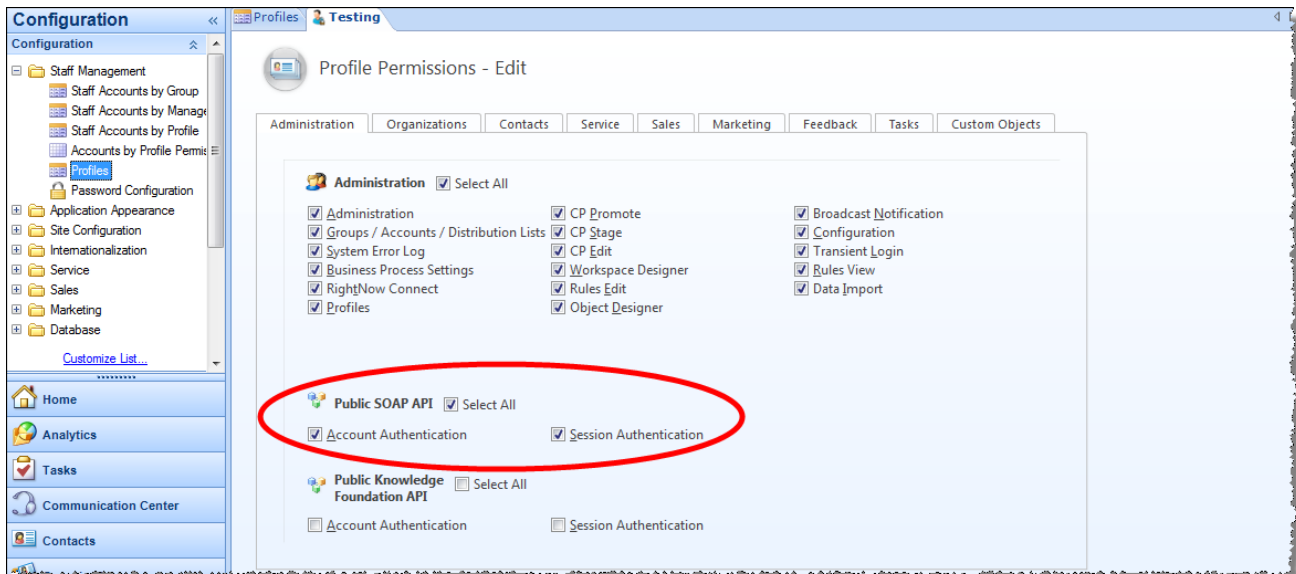 Configuration «
Configuration
Staff Management
Staff Accounts by Group
Staff Accounts by Manage
Staff Accounts by Profile
Accounts by Profile Permis
Profiles
Password Configuration
Application Appearance
Site Configuration
Internationalization
Service
Sales
Marketing
Database
Customize List...
Home
Analytics
Tasks
Communication Center
Contacts
Profiles Testing
Profile Permissions - Edit
Administration Organizations Contacts Service Sales Marketing Feedback Tasks Custom Objects
Administration Select All
Administration CP Promote Broadcast Notification
Groups / Accounts / Distribution Lists CP Stage Configuration
System Error Log CP Edit Transient Login
Business Process Settings Workspace Designer Rules View
RightNow Connect Rules Edit Data Import
Profiles Object Designer
Public SOAP API Select All
Account Authentication Session Authentication
Public Knowledge Select All
Foundation API
Account Authentication Session Authentication